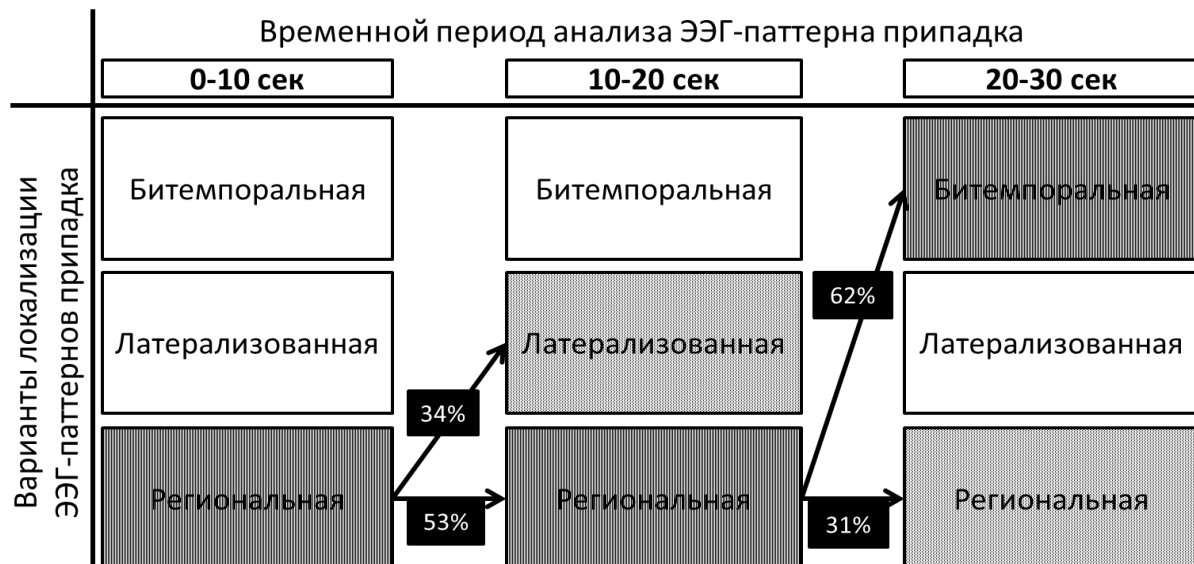 Временной период анализа ЭЭГ-паттерна припадка
0-10 сек
10-20 сек
20-30 сек
Варианты локализации
ЭЭГ-паттернов припадка
Битемпоральная
Битемпоральная
Битемпоральная
62%
Латерализованная
Латерализованная
Латерализованная
34%
Региональная
Региональная
Региональная
53%
31%